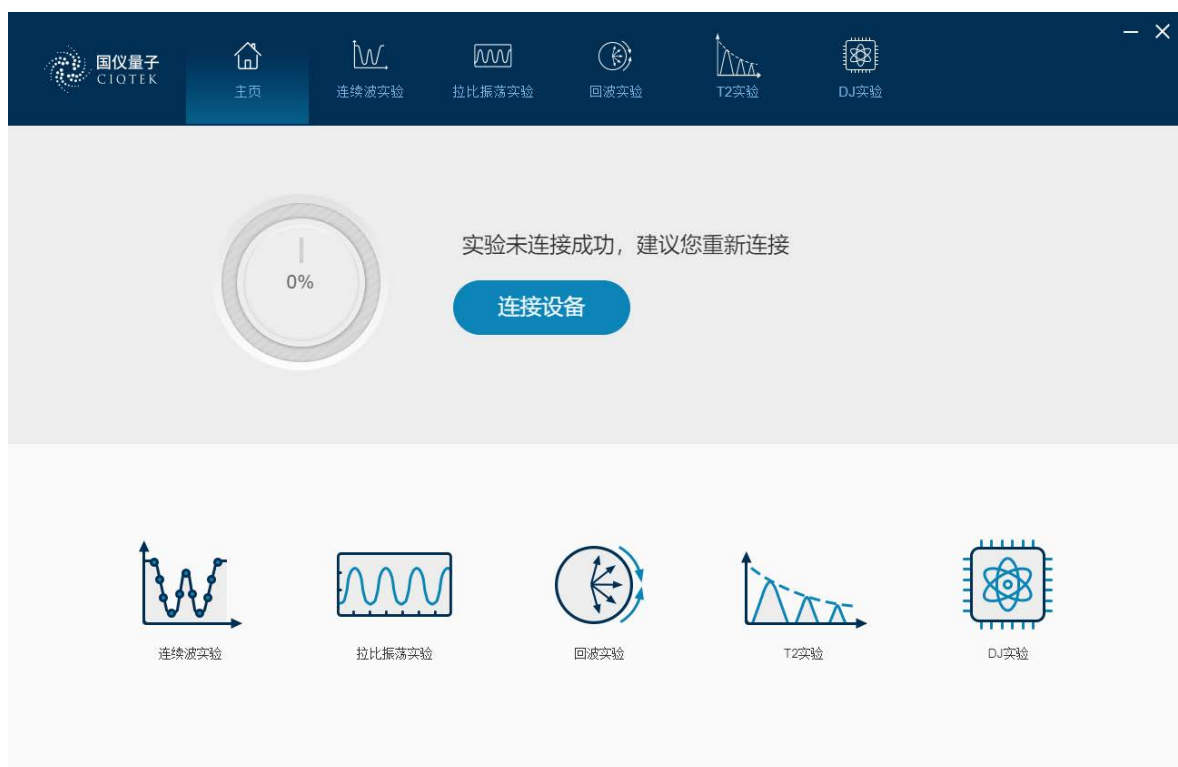 国仪量子
CIOTEK
主页
连续波实验
拉比振荡实验
回波实验
T2实验
DJ实验
0%
实验未连接成功，建议您重新连接
连接设备
连续波实验
拉比振荡实验
回波实验
T2实验
DJ实验